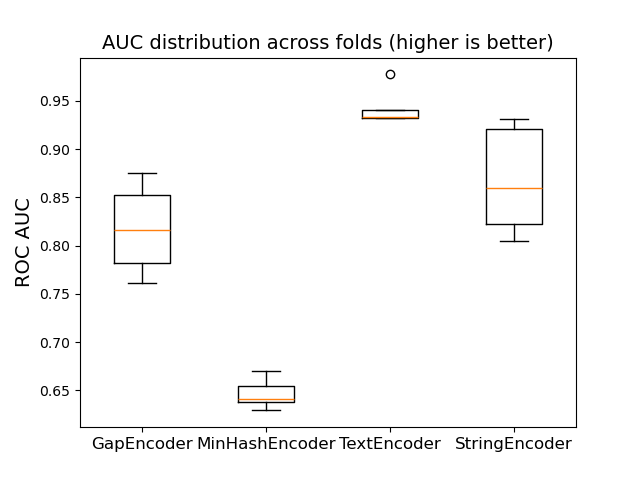 AUC distribution across folds (higher is better)
ROC AUC
0.95
0.90
0.85
0.80
0.75
0.70
0.65
GapEncoder MinHashEncoder TextEncoder StringEncoder